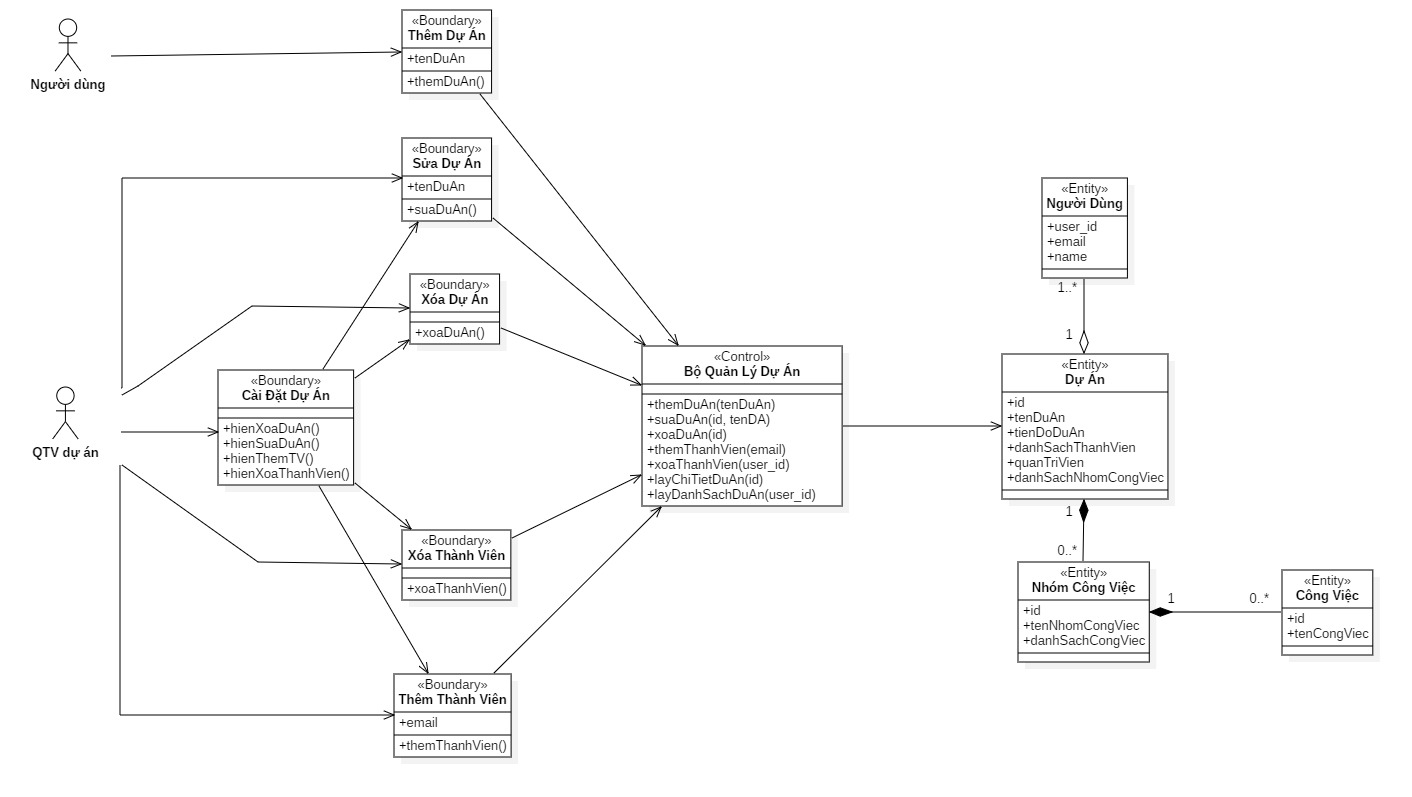 Người dùng
«Boundary»
Thêm Dự Án
+tenDuAn
+themDuAn()
«Boundary»
Sửa Dự Án
+tenDuAn
+suaDuAn()
«Boundary»
Xóa Dự Án
+xoaDuAn()
QTV dự án
«Boundary»
Cài Đặt Dự Án
+hienXoaDuAn()
+hienSuaDuAn()
+hienThemTV()
+hienXoaThanhVien()
«Boundary»
Xóa Thành Viên
+xoaThanhVien()
«Boundary»
Thêm Thành Viên
+email
+themThanhVien()
«Control»
Bộ Quản Lý Dự Án
+themDuAn(tenDuAn)
+suaDuAn(id, tenDA)
+xoaDuAn(id)
+themThanhVien(email)
+xoaThanhVien(user_id)
+layChiTietDuAn(id)
+layDanhSachDuAn(user_id)
«Entity»
Người Dùng
+user_id
+email
+name
1..*
1
«Entity»
Dự Án
+id
+tenDuAn
+tienDoDuAn
+danhSachThanhVien
+quanTriVien
+danhSachNhomCongViec
1
0..*
«Entity»
Nhóm Công Việc
+id
+tenNhomCongViec
+danhSachCongViec
1
0..*
«Entity»
Công Việc
+id
+tenCongViec